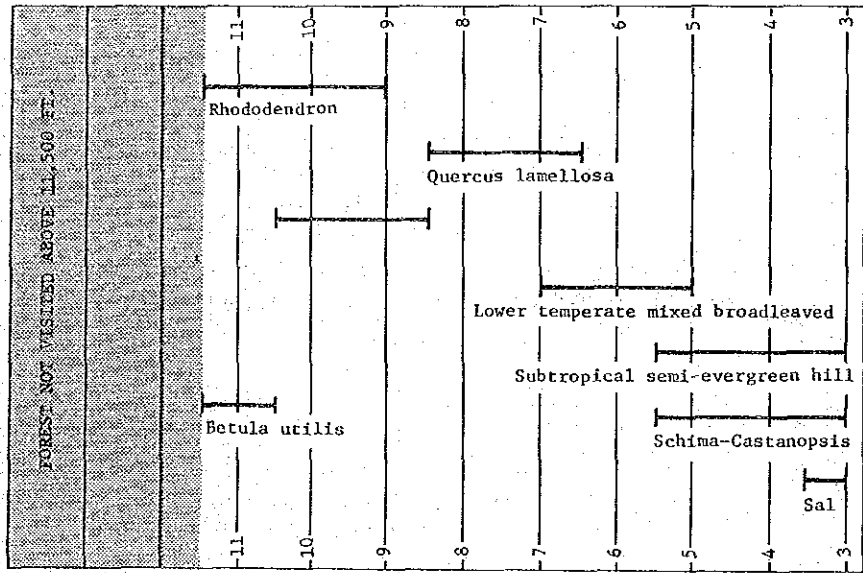 FOREST NOT VISITED ABOVE 11,500 FT.
11
10
9
8
7
6
5
4
3
Rhododendron
Quercus lamellosa
Lower temperate mixed broadleaved
Subtropical semi-evergreen hill
Betula utilis
Schima-Castanopsis
Sal
11
10
9
8
7
6
5
4
3